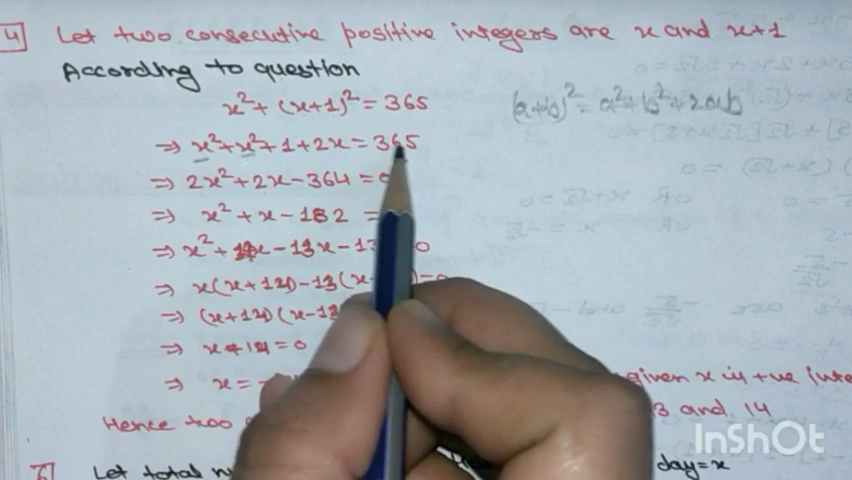 4 Let two consecutive positive integers are x and x+1
According to question
x²+(x+1)²=365
(a+b)²=a²+b²+2ab
⇒ x²+x²+1+2x=365
⇒ 2x²+2x-364=0
⇒ x²+x-182 =
⇒ x²+14x-13x-1
⇒ x(x+14)-13(x
⇒ (x+14)(x-13
⇒ x+14=0
⇒ x=-
given x is +ve inte
Hence two
3 and 14
6 Let total
day=x
InShOt